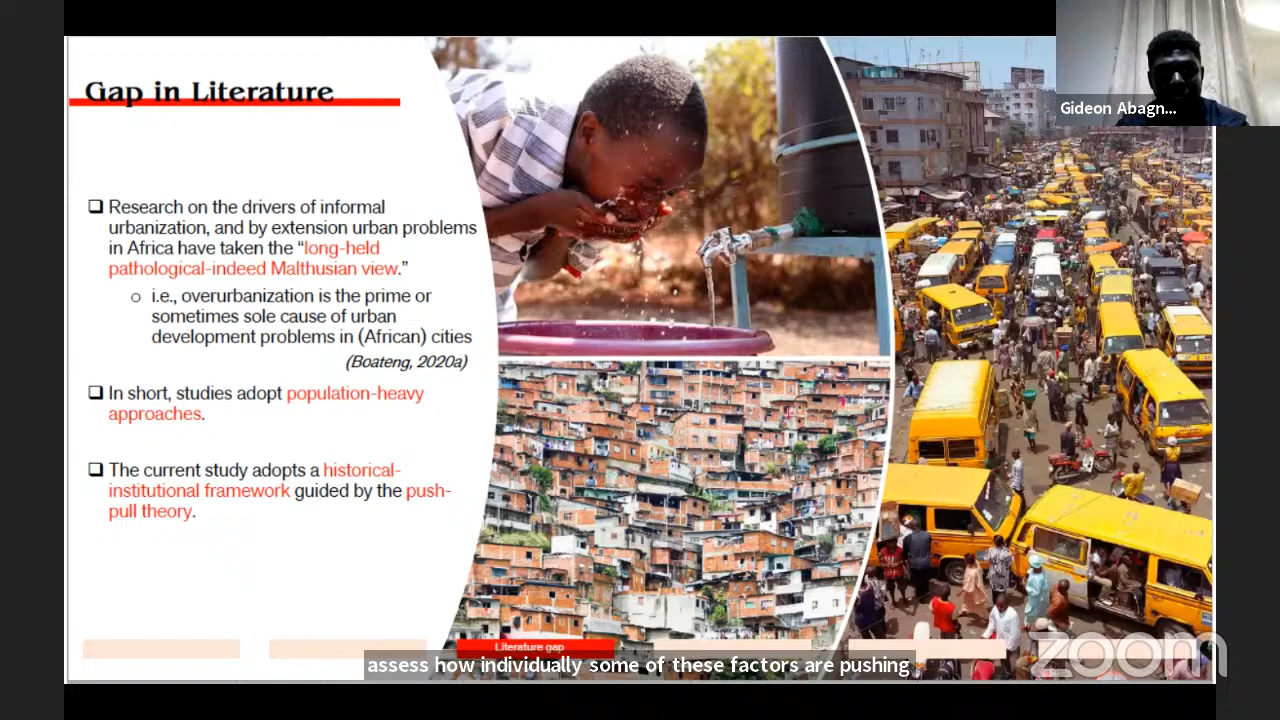 Gap in Literature
Gideon Abagn...
Research on the drivers of informal
urbanization, and by extension urban problems
in Africa have taken the “long-held
pathological-indeed Malthusian view.”
i.e., overurbanization is the prime or
sometimes sole cause of urban
development problems in (African) cities
(Boateng, 2020a)
In short, studies adopt population-heavy
approaches.
The current study adopts a historical-
institutional framework guided by the push-
pull theory.
Literature gap
assess how individually some of these factors are pushing
zoom